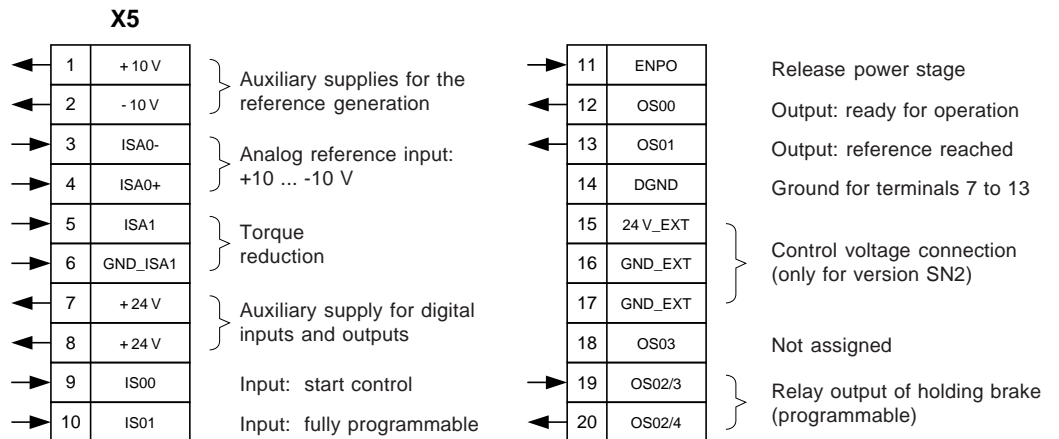 X5
1 +10 V
2 -10 V
Auxiliary supplies for the
reference generation
3 ISA0-
4 ISA0+
Analog reference input:
+10 ... -10 V
5 ISA1
6 GND_ISA1
Torque
reduction
7 +24 V
8 +24 V
Auxiliary supply for digital
inputs and outputs
9 IS00 Input: start control
10 IS01 Input: fully programmable
11 ENPO Release power stage
12 OS00 Output: ready for operation
13 OS01 Output: reference reached
14 DGND Ground for terminals 7 to 13
15 24 V_EXT
16 GND_EXT
17 GND_EXT
Control voltage connection
(only for version SN2)
18 OS03 Not assigned
19 OS02/3
20 OS02/4
Relay output of holding brake
(programmable)